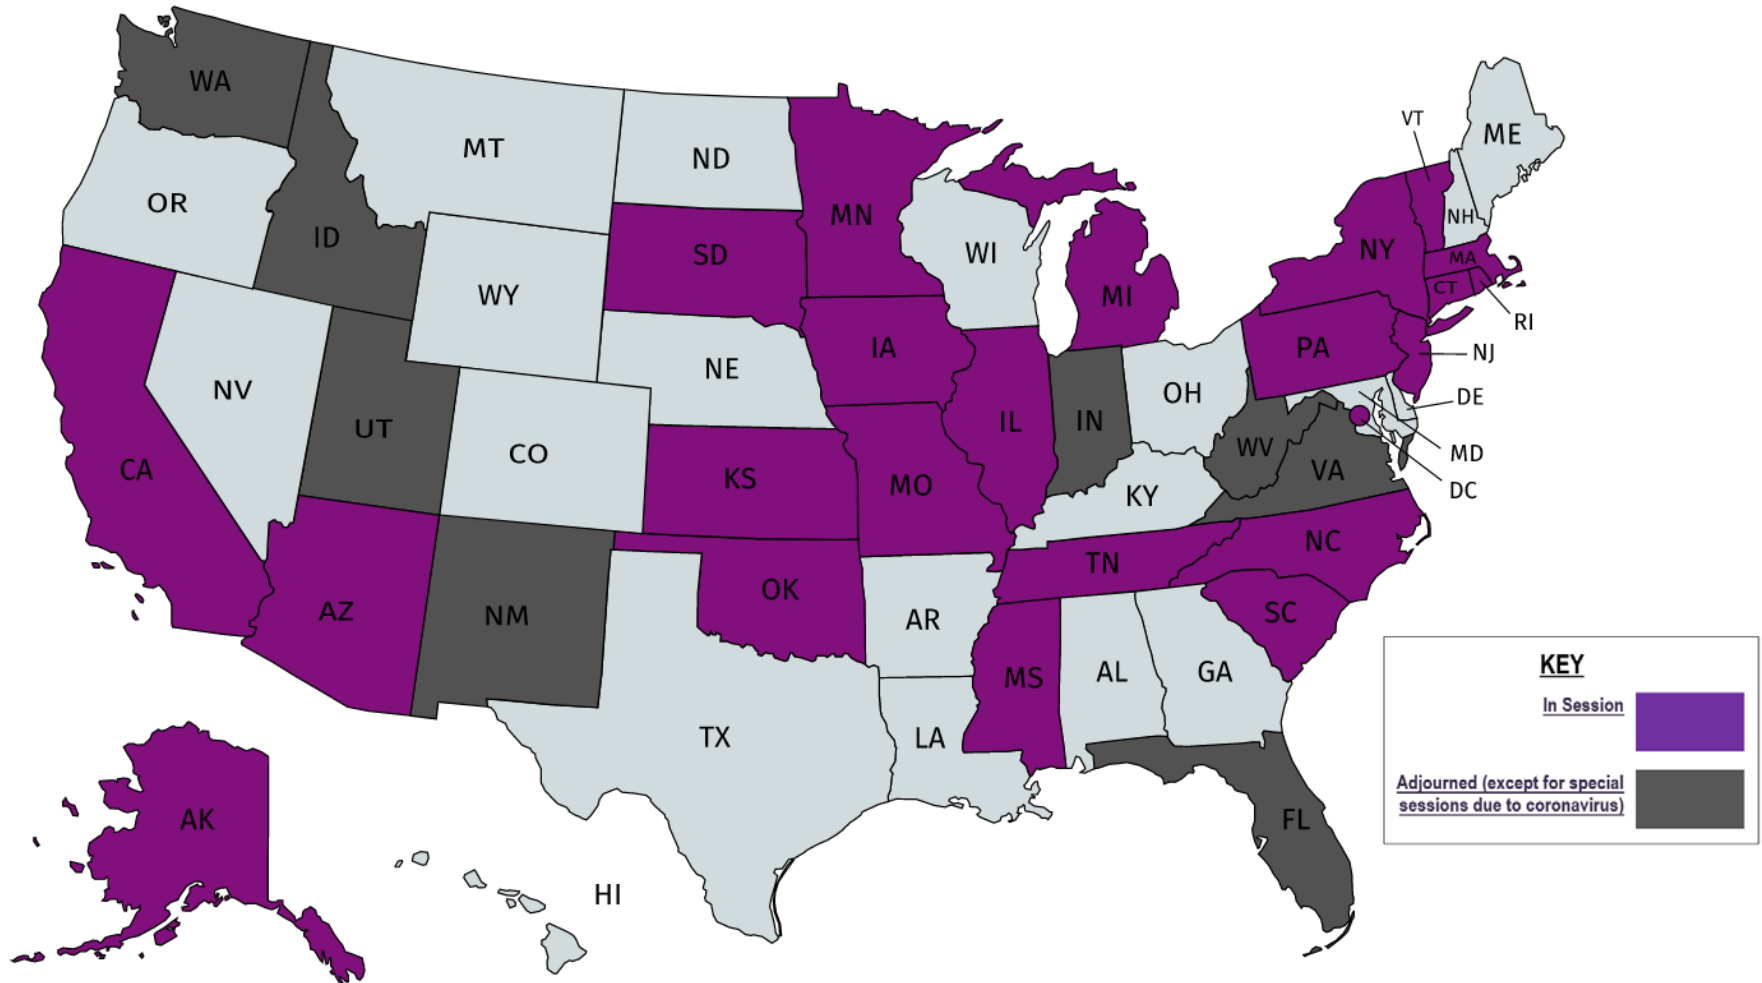 WA
MT
ND
MN
VT
ME
OR
ID
SD
WI
NH
NY
MA
CT
RI
WY
MI
IA
PA
NJ
NV
NE
OH
DE
UT
CO
IL
IN
WV
MD
CA
KS
MO
KY
VA
DC
NC
TN
OK
AZ
NM
AR
SC
MS
AL
GA
TX
LA
AK
HI
FL
KEY
In Session
Adjourned (except for special
sessions due to coronavirus)